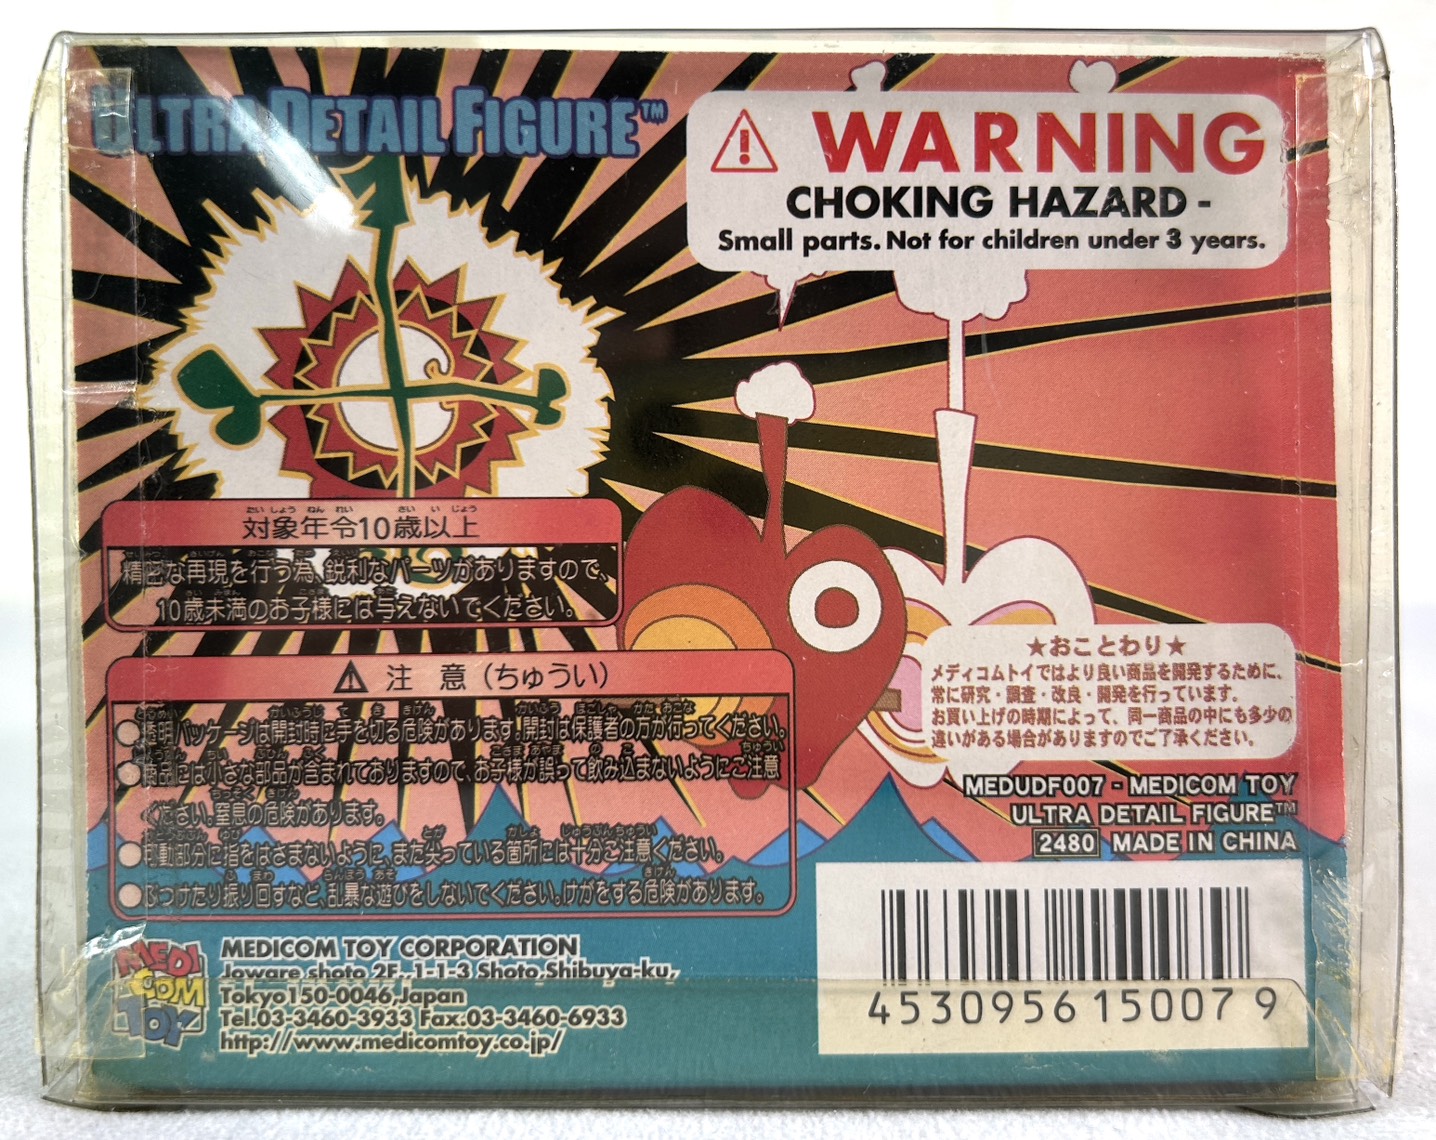 ULTRA DETAIL FIGURE™
WARNING
CHOKING HAZARD -
Small parts. Not for children under 3 years.
対象年令10歳以上
精密な再現を行う為、鋭利なパーツがありますので、
10歳未満のお子様には与えないでください。
注 意(ちゅうい)
透明パッケージは開封時に手を切る危険があります。開封は保護者の方が行ってください。
商品には小さな部品が含まれておりますので、お子様が誤って飲み込まないようにご注意
ください。窒息の危険があります。
可動部分に指をはさまないように、また尖っている箇所には十分ご注意ください。
ぶつけたり振り回すなど、乱暴な遊びをしないでください。けがをする危険があります。
★おことわり★
メディコムトイではより良い商品を開発するために、
常に研究・調査・改良・開発を行っています。
お買い上げの時期によって、同一商品の中にも多少の
違いがある場合がありますのでご了承ください。
MEDUDF007 - MEDICOM TOY
ULTRA DETAIL FIGURE™
2480 MADE IN CHINA
MEDI
COM
TOY
MEDICOM TOY CORPORATION
Joware shoto 2F.,1-1-3 Shoto,Shibuya-ku,
Tokyo150-0046,Japan
Tel.03-3460-3933 Fax.03-3460-6933
http://www.medicomtoy.co.jp/
4530956150079